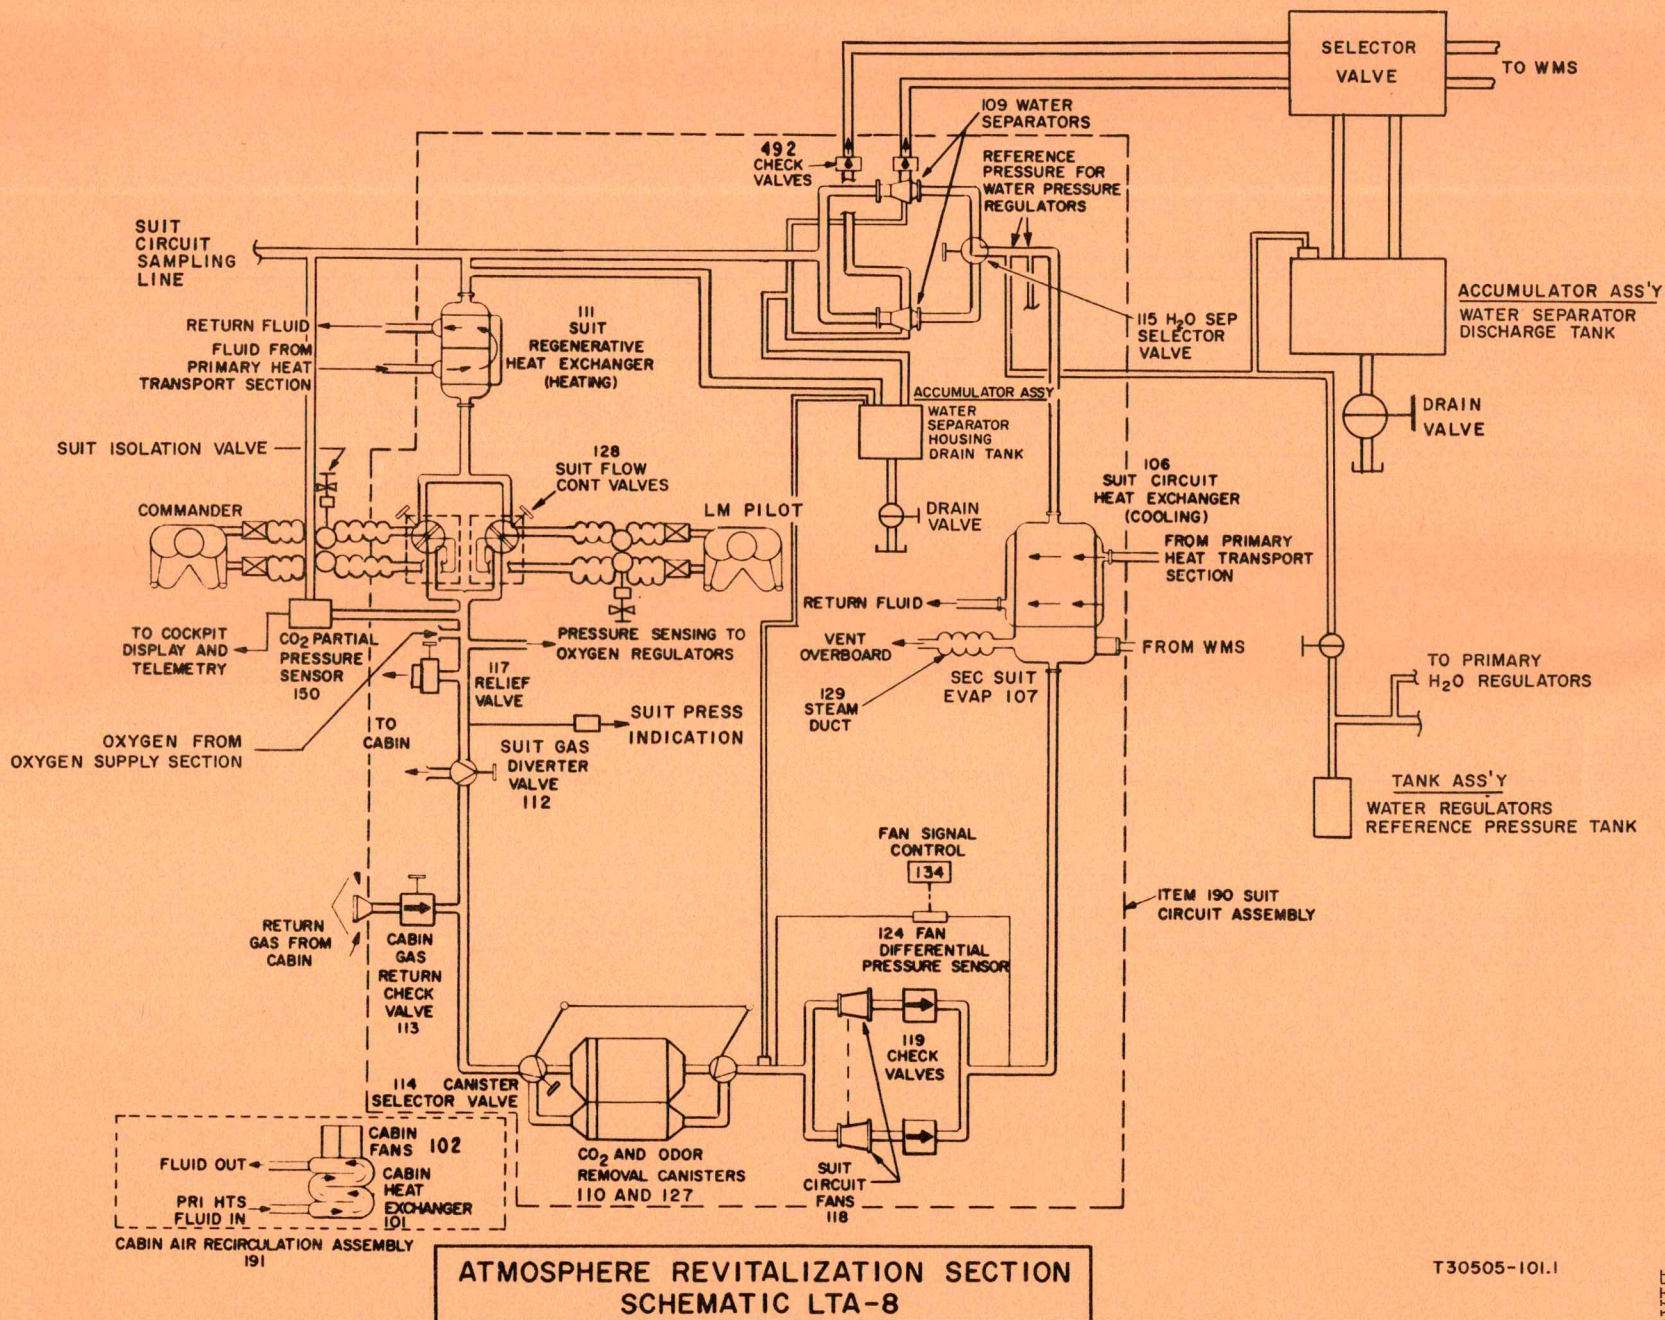 SELECTOR
VALVE
TO WMS
109 WATER
SEPARATORS
492
CHECK
VALVES
REFERENCE
PRESSURE FOR
WATER PRESSURE
REGULATORS
SUIT
CIRCUIT
SAMPLING
LINE
ACCUMULATOR ASS'Y
WATER SEPARATOR
DISCHARGE TANK
RETURN FLUID
FLUID FROM
PRIMARY HEAT
TRANSPORT SECTION
111
SUIT
REGENERATIVE
HEAT EXCHANGER
(HEATING)
115 H2O SEP
SELECTOR
VALVE
ACCUMULATOR ASSY
WATER
SEPARATOR
HOUSING
DRAIN TANK
DRAIN
VALVE
SUIT ISOLATION VALVE
128
SUIT FLOW
CONT VALVES
106
SUIT CIRCUIT
HEAT EXCHANGER
(COOLING)
COMMANDER
LM PILOT
DRAIN
VALVE
FROM PRIMARY
HEAT TRANSPORT
SECTION
RETURN FLUID
TO COCKPIT
DISPLAY AND
TELEMETRY
CO2 PARTIAL
PRESSURE
SENSOR
150
PRESSURE SENSING TO
OXYGEN REGULATORS
VENT
OVERBOARD
FROM WMS
117
RELIEF
VALVE
129
STEAM
DUCT
SEC SUIT
EVAP 107
TO PRIMARY
H2O REGULATORS
TO
CABIN
SUIT PRESS
INDICATION
OXYGEN FROM
OXYGEN SUPPLY SECTION
SUIT GAS
DIVERTER
VALVE
112
TANK ASS'Y
WATER REGULATORS
REFERENCE PRESSURE TANK
FAN SIGNAL
CONTROL
134
RETURN
GAS FROM
CABIN
CABIN
GAS
RETURN
CHECK
VALVE
113
124 FAN
DIFFERENTIAL
PRESSURE SENSOR
ITEM 190 SUIT
CIRCUIT ASSEMBLY
119
CHECK
VALVES
114 CANISTER
SELECTOR VALVE
CO2 AND ODOR
REMOVAL CANISTERS
110 AND 127
SUIT
CIRCUIT
FANS
118
CABIN
FANS 102
FLUID OUT
CABIN
HEAT
EXCHANGER
101
PRI HTS
FLUID IN
CABIN AIR RECIRCULATION ASSEMBLY
191
ATMOSPHERE REVITALIZATION SECTION
SCHEMATIC LTA-8
T30505-101.1